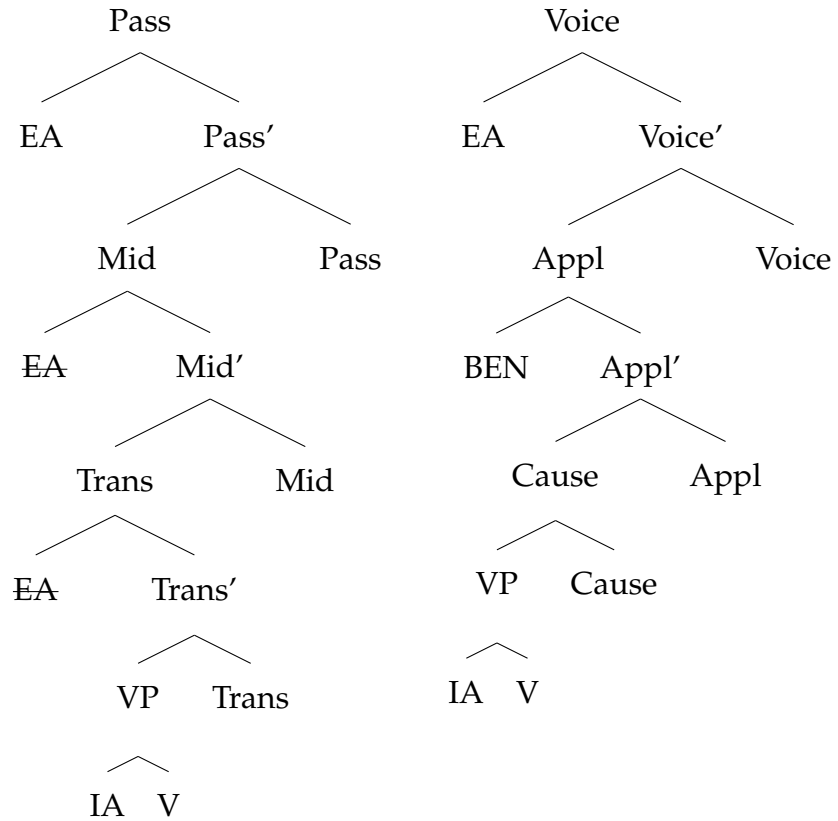 Pass Voice
EA Pass’ EA Voice’
Mid Pass Appl Voice
EA Mid’ BEN Appl’
Trans Mid Cause Appl
EA Trans’ VP Cause
VP Trans IA V
IA V